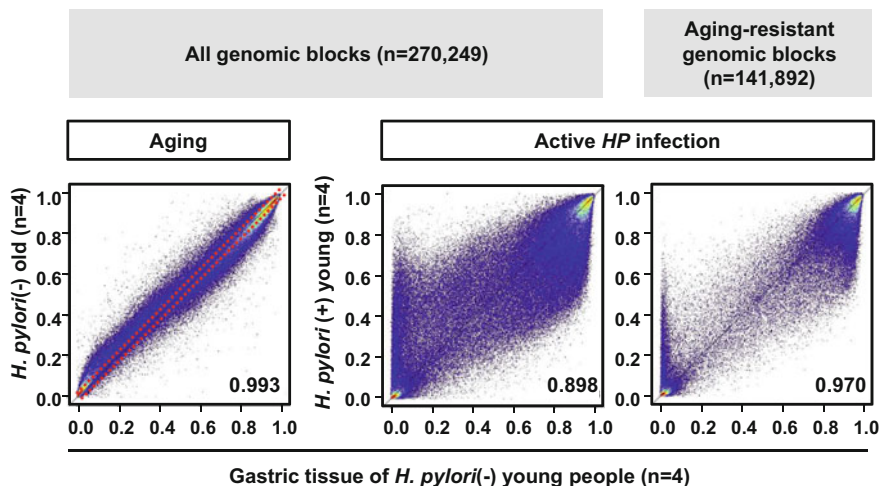 All genomic blocks (n=270,249)
Aging-resistant
genomic blocks
(n=141,892)
Aging
Active HP infection
H. pylori(-) old (n=4)
1.0
0.8
0.6
0.4
0.2
0.0
0.993
0.0 0.2 0.4 0.6 0.8 1.0
H. pylori (+) young (n=4)
1.0
0.8
0.6
0.4
0.2
0.0
0.898
0.0 0.2 0.4 0.6 0.8 1.0
1.0
0.8
0.6
0.4
0.2
0.0
0.970
0.0 0.2 0.4 0.6 0.8 1.0
Gastric tissue of H. pylori(-) young people (n=4)